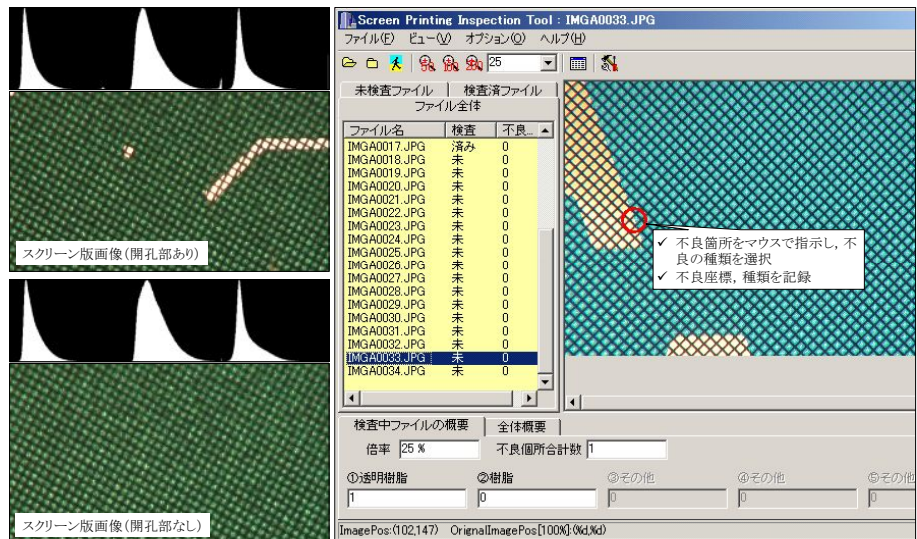 スクリーン版画像(開孔部あり)
スクリーン版画像(開孔部なし)
Screen Printing Inspection Tool : IMGA0033.JPG
ファイル(F) ビュー(V) オプション(O) ヘルプ(H)
25
未検査ファイル 検査済ファイル
ファイル全体
ファイル名 検査 不良...
IMGA0017.JPG 済み 0
IMGA0018.JPG 未 0
IMGA0019.JPG 未 0
IMGA0020.JPG 未 0
IMGA0021.JPG 未 0
IMGA0022.JPG 未 0
IMGA0023.JPG 未 0
IMGA0024.JPG 未 0
IMGA0025.JPG 未 0
IMGA0026.JPG 未 0
IMGA0027.JPG 未 0
IMGA0028.JPG 未 0
IMGA0029.JPG 未 0
IMGA0030.JPG 未 0
IMGA0031.JPG 未 0
IMGA0032.JPG 未 0
IMGA0033.JPG 未 0
IMGA0034.JPG 未 0
✓ 不良箇所をマウスで指示し,不
良の種類を選択
✓ 不良座標,種類を記録
検査中ファイルの概要 全体概要
倍率 25 % 不良個所合計数 1
①透明樹脂 ②樹脂 ③その他 ④その他 ⑤その他
1 0 0 0 0
ImagePos:(102,147) OrignalImagePos[100%]:(%d,%d)